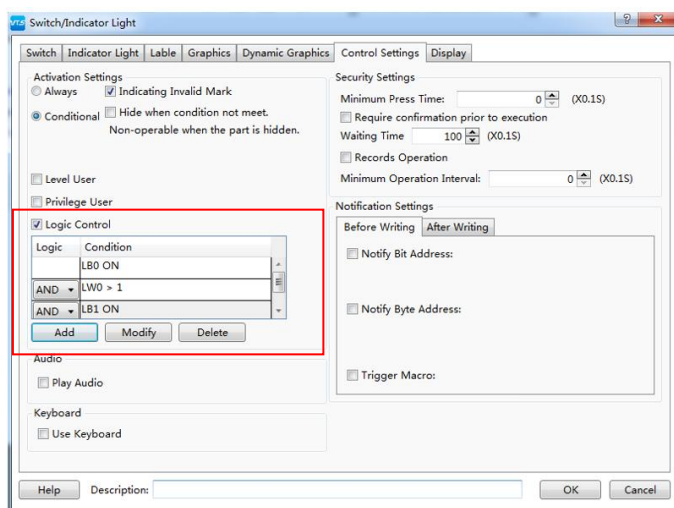 VT.S Switch/Indicator Light
Switch Indicator Light Lable Graphics Dynamic Graphics Control Settings Display
Activation Settings
Always Indicating Invalid Mark
Conditional Hide when condition not meet.
Non-operable when the part is hidden.
Level User
Privilege User
Logic Control
Logic Condition
LB0 ON
AND LW0 > 1
AND LB1 ON
Add Modify Delete
Audio
Play Audio
Keyboard
Use Keyboard
Security Settings
Minimum Press Time: 0 (X0.1S)
Require confirmation prior to execution
Waiting Time 100 (X0.1S)
Records Operation
Minimum Operation Interval: 0 (X0.1S)
Notification Settings
Before Writing After Writing
Notify Bit Address:
Notify Byte Address:
Trigger Macro:
Help Description: OK Cancel